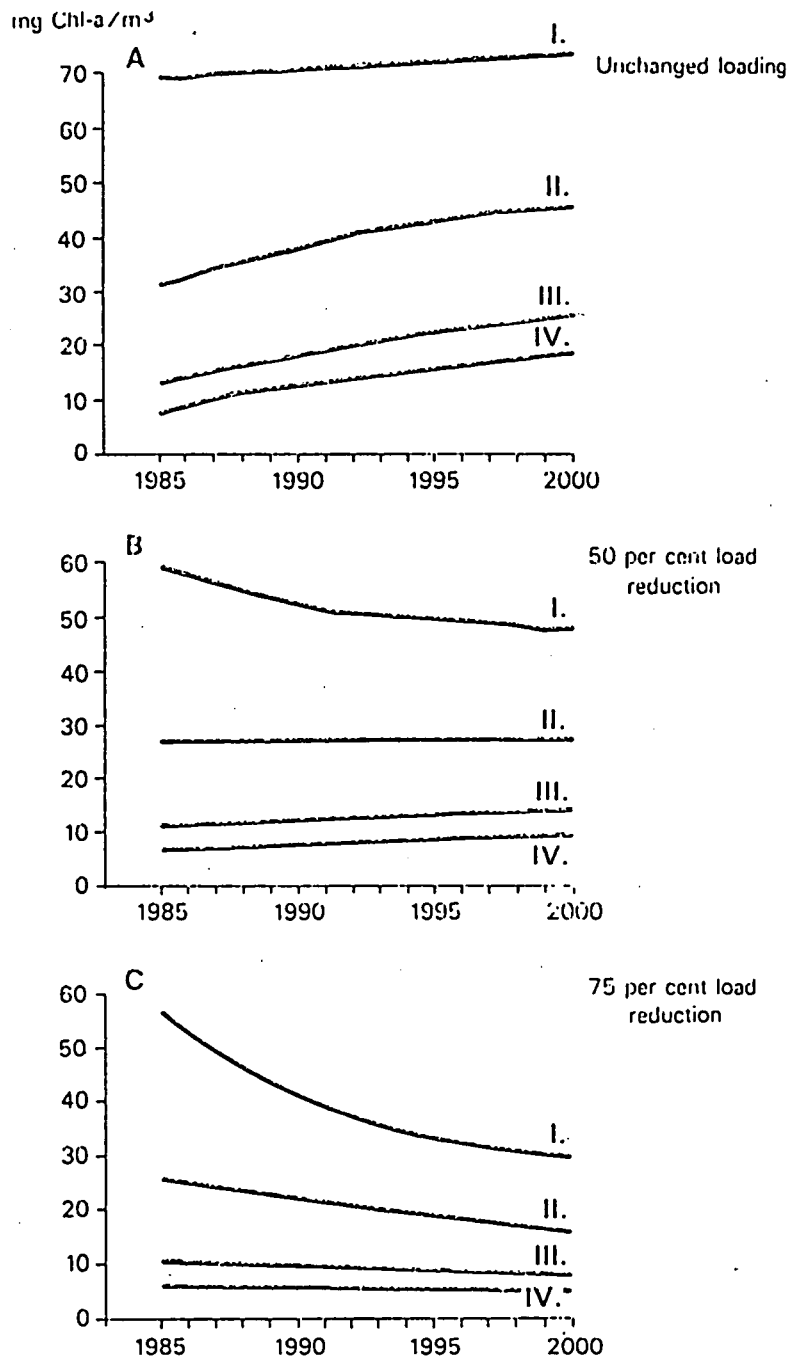 mg Chl-a/m³
A
I.
Unchanged loading
70
60
50
II.
40
30
III.
20
IV.
10
0
1985 1990 1995 2000
B
50 per cent load
reduction
60
I.
50
40
30
II.
20
III.
10
IV.
0
1985 1990 1995 2000
C
75 per cent load
reduction
60
50
40
I.
30
20
II.
10
III.
IV.
0
1985 1990 1995 2000